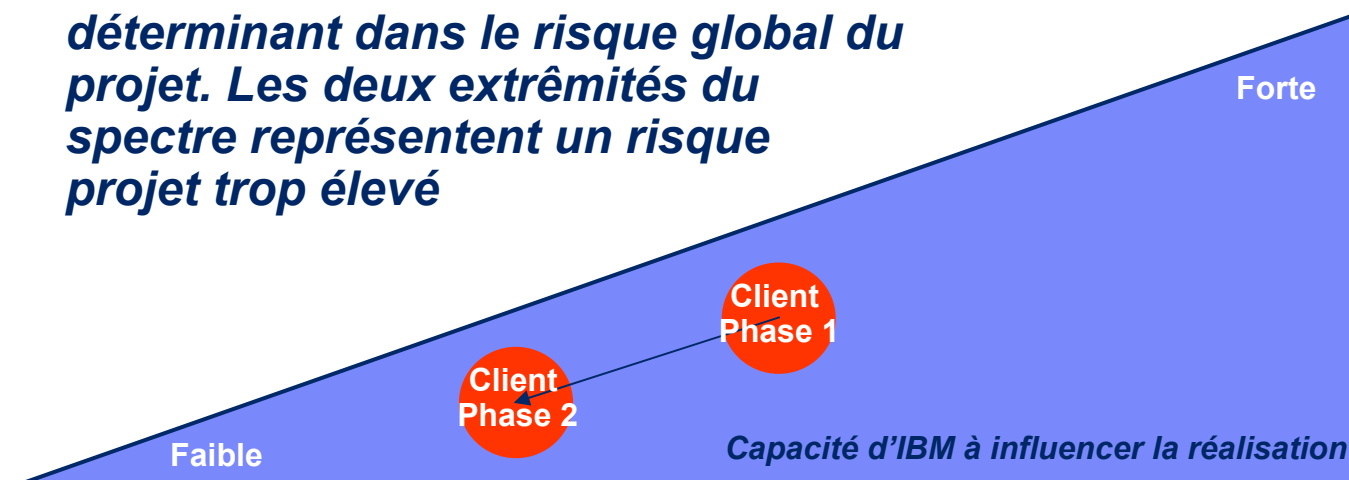 déterminant dans le risque global du
projet. Les deux extrêmités du
spectre représentent un risque
projet trop élevé
Forte
Client
Phase 1
Client
Phase 2
Faible
Capacité d'IBM à influencer la réalisation